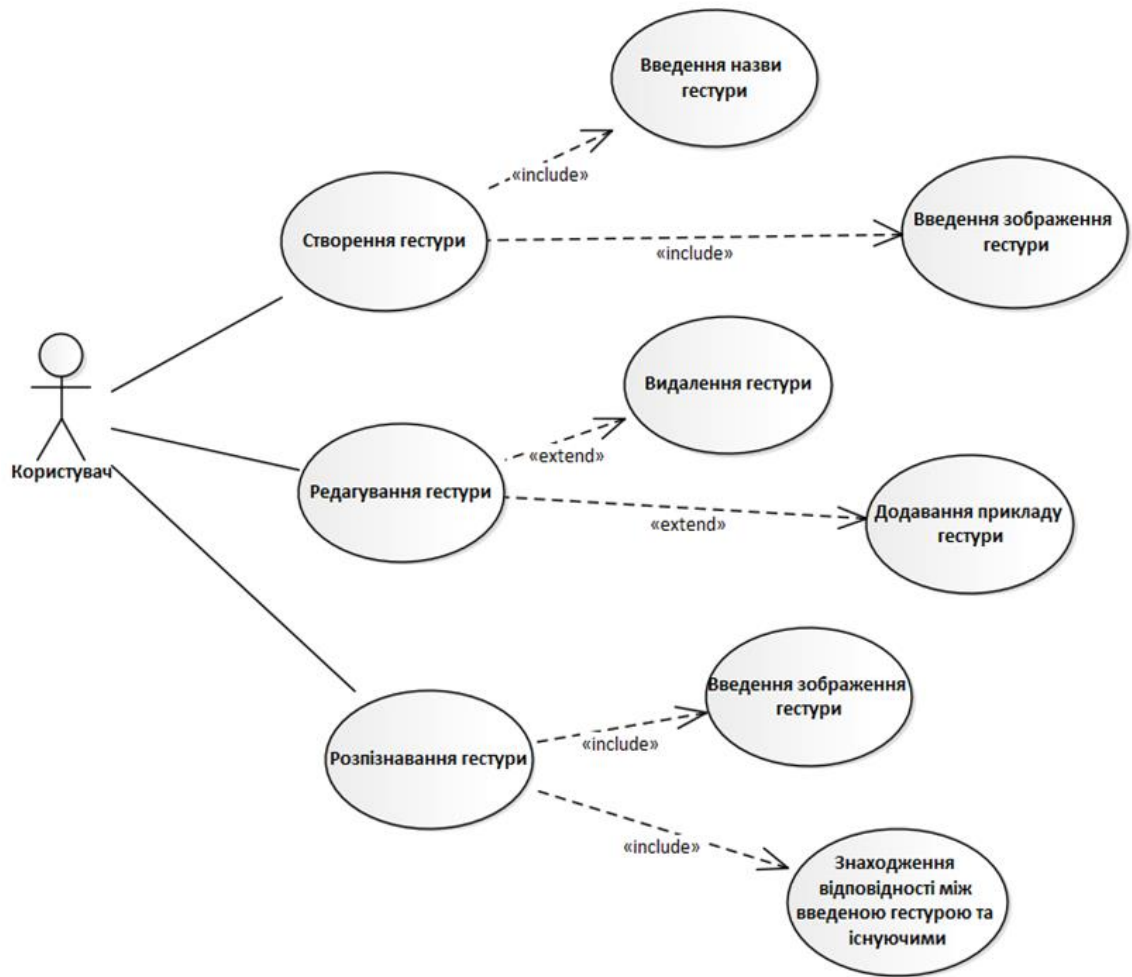 Введення назви
гестури
«include»
Створення гестури
«include»
Введення зображення
гестури
Користувач
Видалення гестури
«extend»
Редагування гестури
«extend»
Додавання прикладу
гестури
Введення зображення
гестури
«include»
Розпізнавання гестури
«include»
Знаходження
відповідності між
введеною гестурою та
існуючими